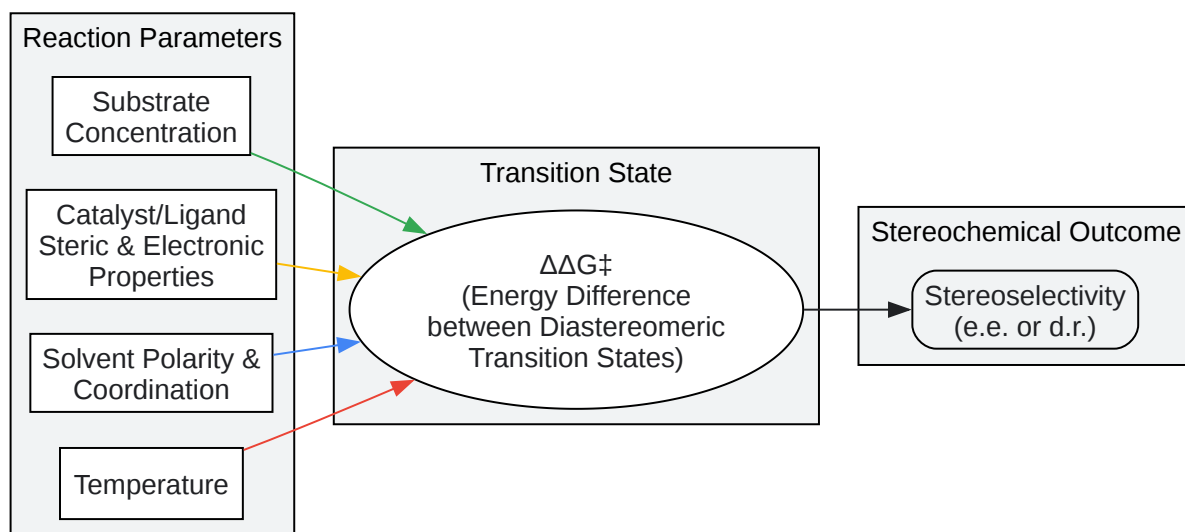 Reaction Parameters
Substrate
Concentration
Catalyst/Ligand
Steric & Electronic
Properties
Solvent Polarity &
Coordination
Temperature
Transition State
ΔΔG‡
(Energy Difference
between Diastereomeric
Transition States)
Stereochemical Outcome
Stereoselectivity
(e.e. or d.r.)